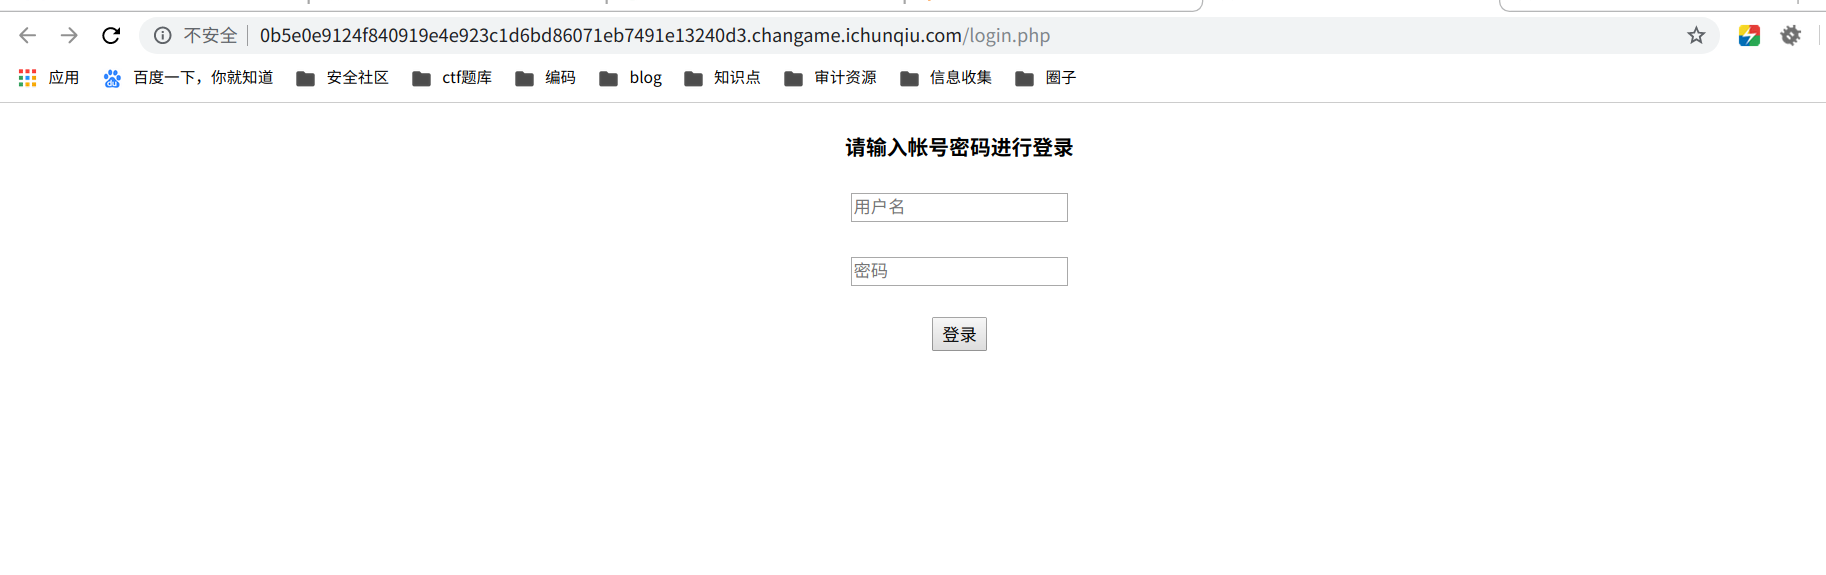 不安全 0b5e0e9124f840919e4e923c1d6bd86071eb7491e13240d3.changame.ichunqiu.com/login.php
应用 百度一下，你就知道 安全社区 ctf题库 编码 blog 知识点 审计资源 信息收集 圈子
请输入帐号密码进行登录
用户名
密码
登录